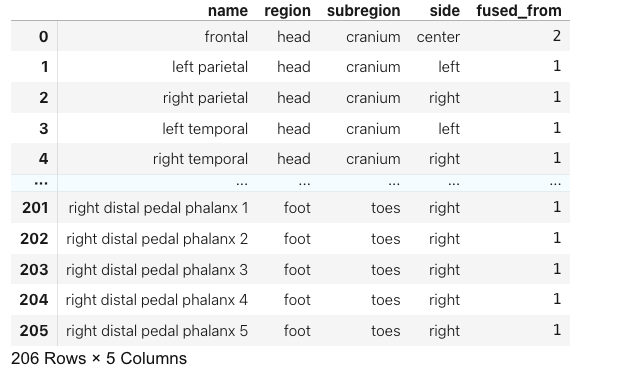 name region subregion side fused_from
0 frontal head cranium center 2
1 left parietal head cranium left 1
2 right parietal head cranium right 1
3 left temporal head cranium left 1
4 right temporal head cranium right 1
... ... ... ... ... ...
201 right distal pedal phalanx 1 foot toes right 1
202 right distal pedal phalanx 2 foot toes right 1
203 right distal pedal phalanx 3 foot toes right 1
204 right distal pedal phalanx 4 foot toes right 1
205 right distal pedal phalanx 5 foot toes right 1
206 Rows × 5 Columns